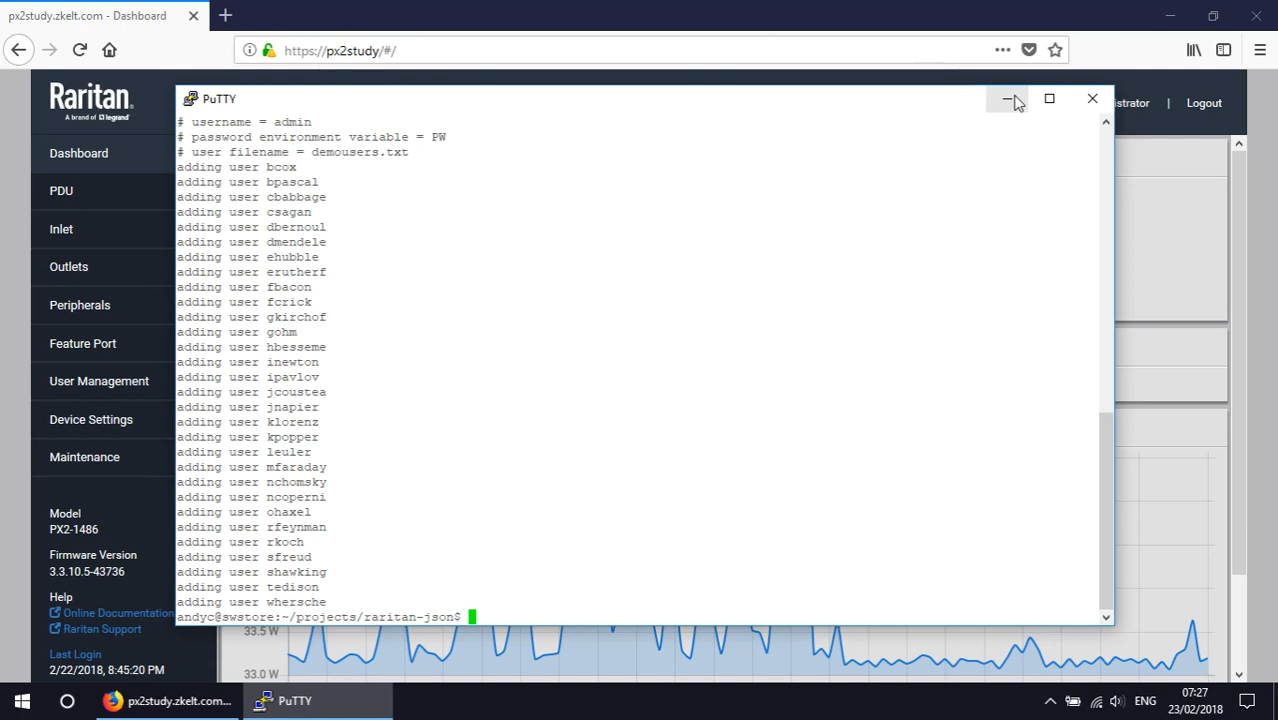 px2study.zkelt.com - Dashboard
https://px2study/#/
Raritan
A brand of legrand
istrator | Logout
PuTTY
# username = admin
# password environment variable = PW
# user filename = demousers.txt
adding user bcox
adding user bpascal
adding user cbabbage
adding user csagan
adding user dbernoul
adding user dmendele
adding user ehubble
adding user erutherf
adding user fbacon
adding user fcrick
adding user gkirchof
adding user gohm
adding user hbesseme
adding user inewton
adding user ipavlov
adding user jcoustea
adding user jnapier
adding user klorenz
adding user kpopper
adding user leuler
adding user mfaraday
adding user nchomsky
adding user ncoperni
adding user ohaxel
adding user rfeynman
adding user rkoch
adding user sfreud
adding user shawking
adding user tedison
adding user whersche
andyc@swstore:~/projects/raritan-json$
Dashboard
PDU
Inlet
Outlets
Peripherals
Feature Port
User Management
Device Settings
Maintenance
Model
PX2-1486
Firmware Version
3.3.10.5-43736
Help
Online Documentation
Raritan Support
Last Login
2/22/2018, 8:45:20 PM
33.5 W
33.0 W
px2study.zkelt.com...
PuTTY
ENG
07:27
23/02/2018